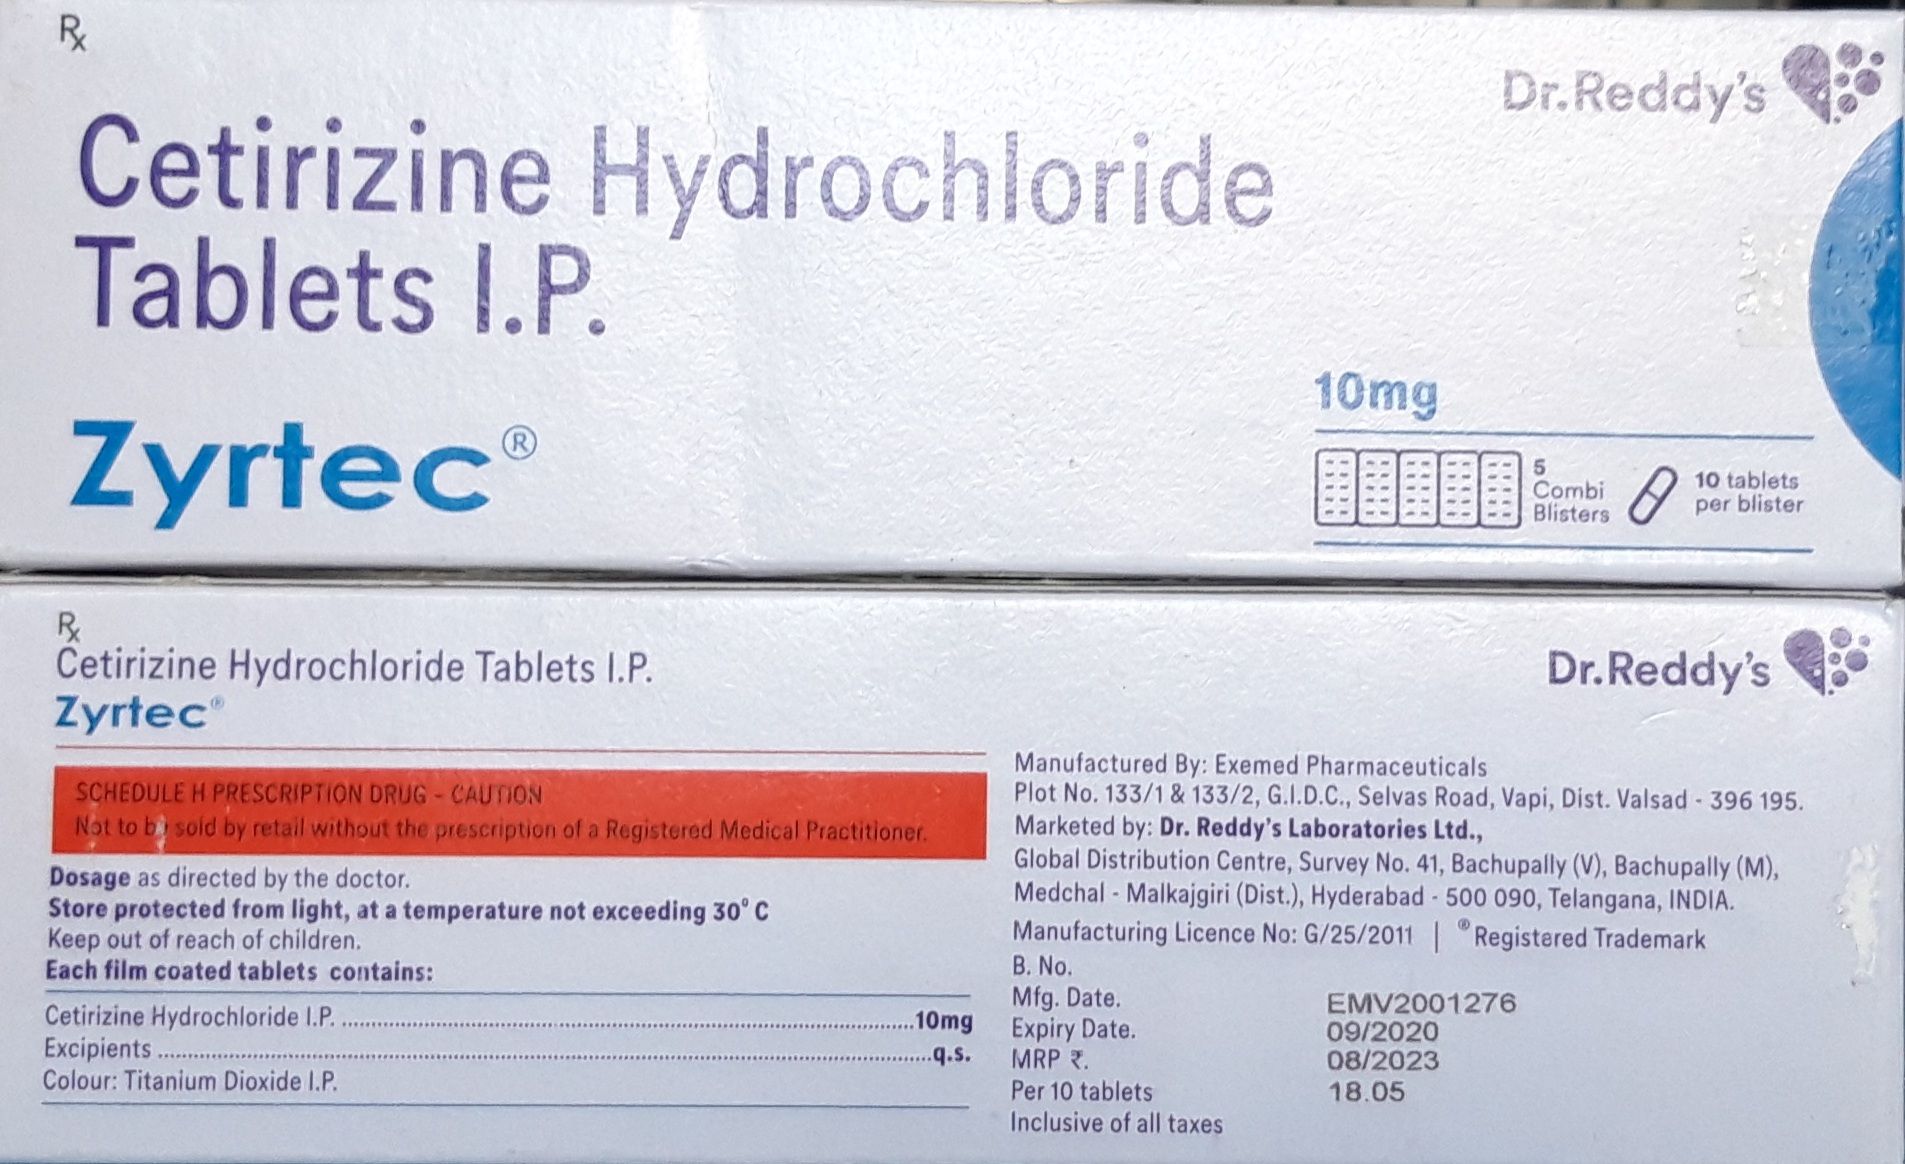 Rx
Dr.Reddy's
Cetirizine Hydrochloride
Tablets I.P.
Zyrtec®
10mg
5
Combi
Blisters
10 tablets
per blister
Rx
Cetirizine Hydrochloride Tablets I.P.
Zyrtec®
Dr.Reddy's
SCHEDULE H PRESCRIPTION DRUG - CAUTION
Not to be sold by retail without the prescription of a Registered Medical Practitioner.
Dosage as directed by the doctor.
Store protected from light, at a temperature not exceeding 30° C
Keep out of reach of children.
Each film coated tablets contains:
Cetirizine Hydrochloride I.P. ..........10mg
Excipients ..........q.s.
Colour: Titanium Dioxide I.P.
Manufactured By: Exemed Pharmaceuticals
Plot No. 133/1 & 133/2, G.I.D.C., Selvas Road, Vapi, Dist. Valsad - 396 195.
Marketed by: Dr. Reddy's Laboratories Ltd.,
Global Distribution Centre, Survey No. 41, Bachupally (V), Bachupally (M),
Medchal - Malkajgiri (Dist.), Hyderabad - 500 090, Telangana, INDIA.
Manufacturing Licence No: G/25/2011 | ®Registered Trademark
B. No.
Mfg. Date.
Expiry Date.
MRP ₹.
Per 10 tablets
Inclusive of all taxes
EMV2001276
09/2020
08/2023
18.05